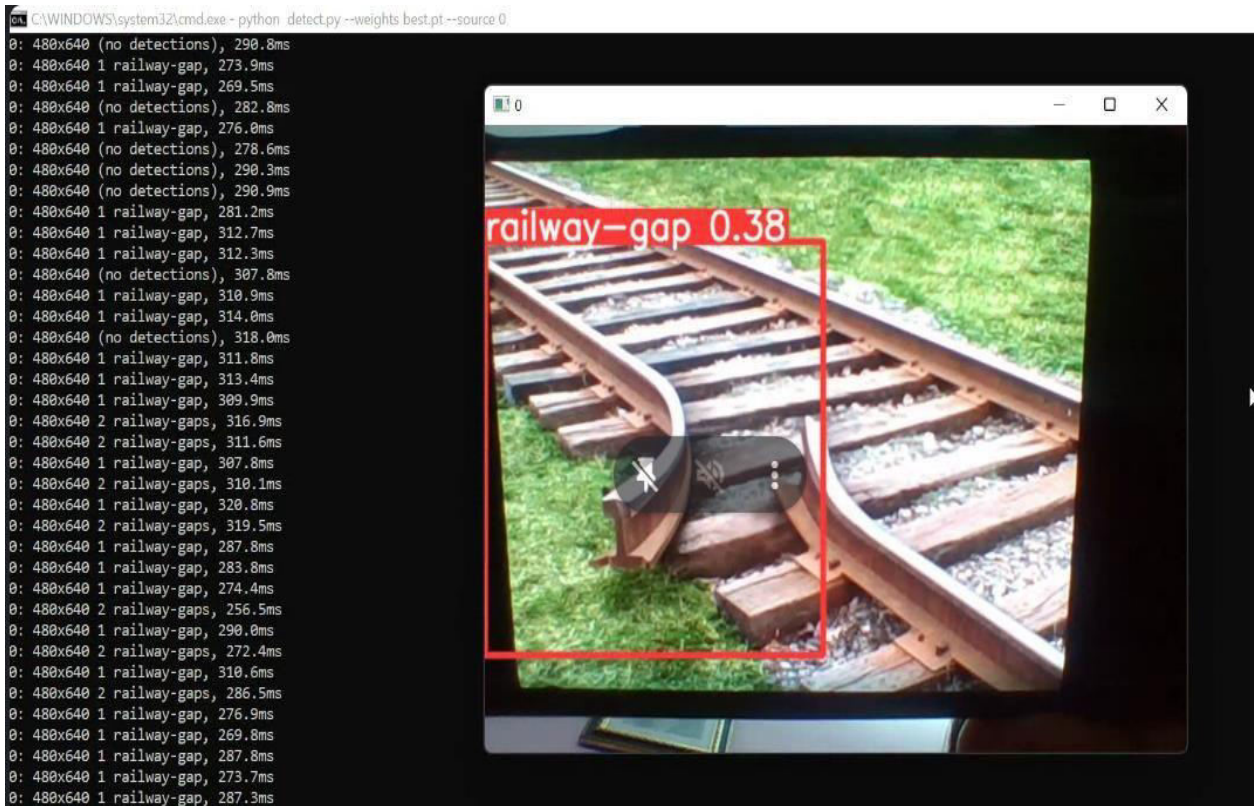 C:\WINDOWS\system32\cmd.exe - python  detect.py --weights best.pt --source 0
0: 480x640 (no detections), 290.8ms
0: 480x640 1 railway-gap, 273.9ms
0: 480x640 1 railway-gap, 269.5ms
0: 480x640 (no detections), 282.8ms
0: 480x640 1 railway-gap, 276.0ms
0: 480x640 (no detections), 278.6ms
0: 480x640 (no detections), 290.3ms
0: 480x640 (no detections), 290.9ms
0: 480x640 1 railway-gap, 281.2ms
0: 480x640 1 railway-gap, 312.7ms
0: 480x640 1 railway-gap, 312.3ms
0: 480x640 (no detections), 307.8ms
0: 480x640 1 railway-gap, 310.9ms
0: 480x640 1 railway-gap, 314.0ms
0: 480x640 (no detections), 318.0ms
0: 480x640 1 railway-gap, 311.8ms
0: 480x640 1 railway-gap, 313.4ms
0: 480x640 1 railway-gap, 309.9ms
0: 480x640 2 railway-gaps, 316.9ms
0: 480x640 2 railway-gaps, 311.6ms
0: 480x640 1 railway-gap, 307.8ms
0: 480x640 2 railway-gaps, 310.1ms
0: 480x640 1 railway-gap, 320.8ms
0: 480x640 2 railway-gaps, 319.5ms
0: 480x640 1 railway-gap, 287.8ms
0: 480x640 1 railway-gap, 283.8ms
0: 480x640 1 railway-gap, 274.4ms
0: 480x640 2 railway-gaps, 256.5ms
0: 480x640 1 railway-gap, 290.0ms
0: 480x640 2 railway-gaps, 272.4ms
0: 480x640 1 railway-gap, 310.6ms
0: 480x640 2 railway-gaps, 286.5ms
0: 480x640 1 railway-gap, 276.9ms
0: 480x640 1 railway-gap, 269.8ms
0: 480x640 1 railway-gap, 287.8ms
0: 480x640 1 railway-gap, 273.7ms
0: 480x640 1 railway-gap, 287.3ms
0
railway-gap 0.38